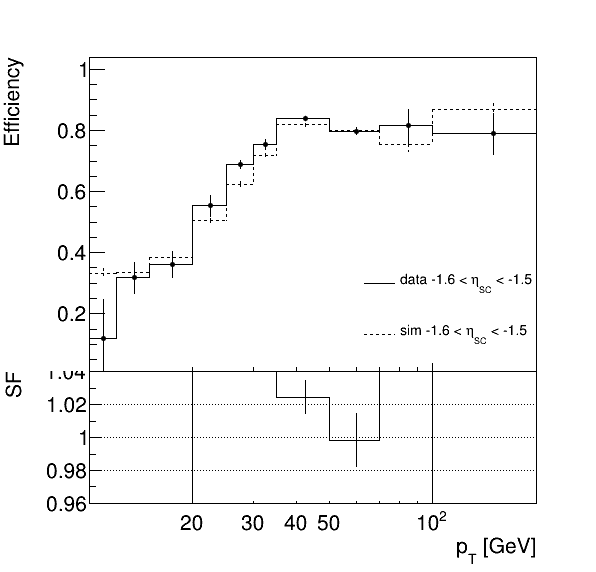 Efficiency
1
0.8
0.6
0.4
0.2
data -1.6 < η_SC < -1.5
sim -1.6 < η_SC < -1.5
SF
1.04
1.02
1
0.98
0.96
20 30 40 50 10²
p_T [GeV]